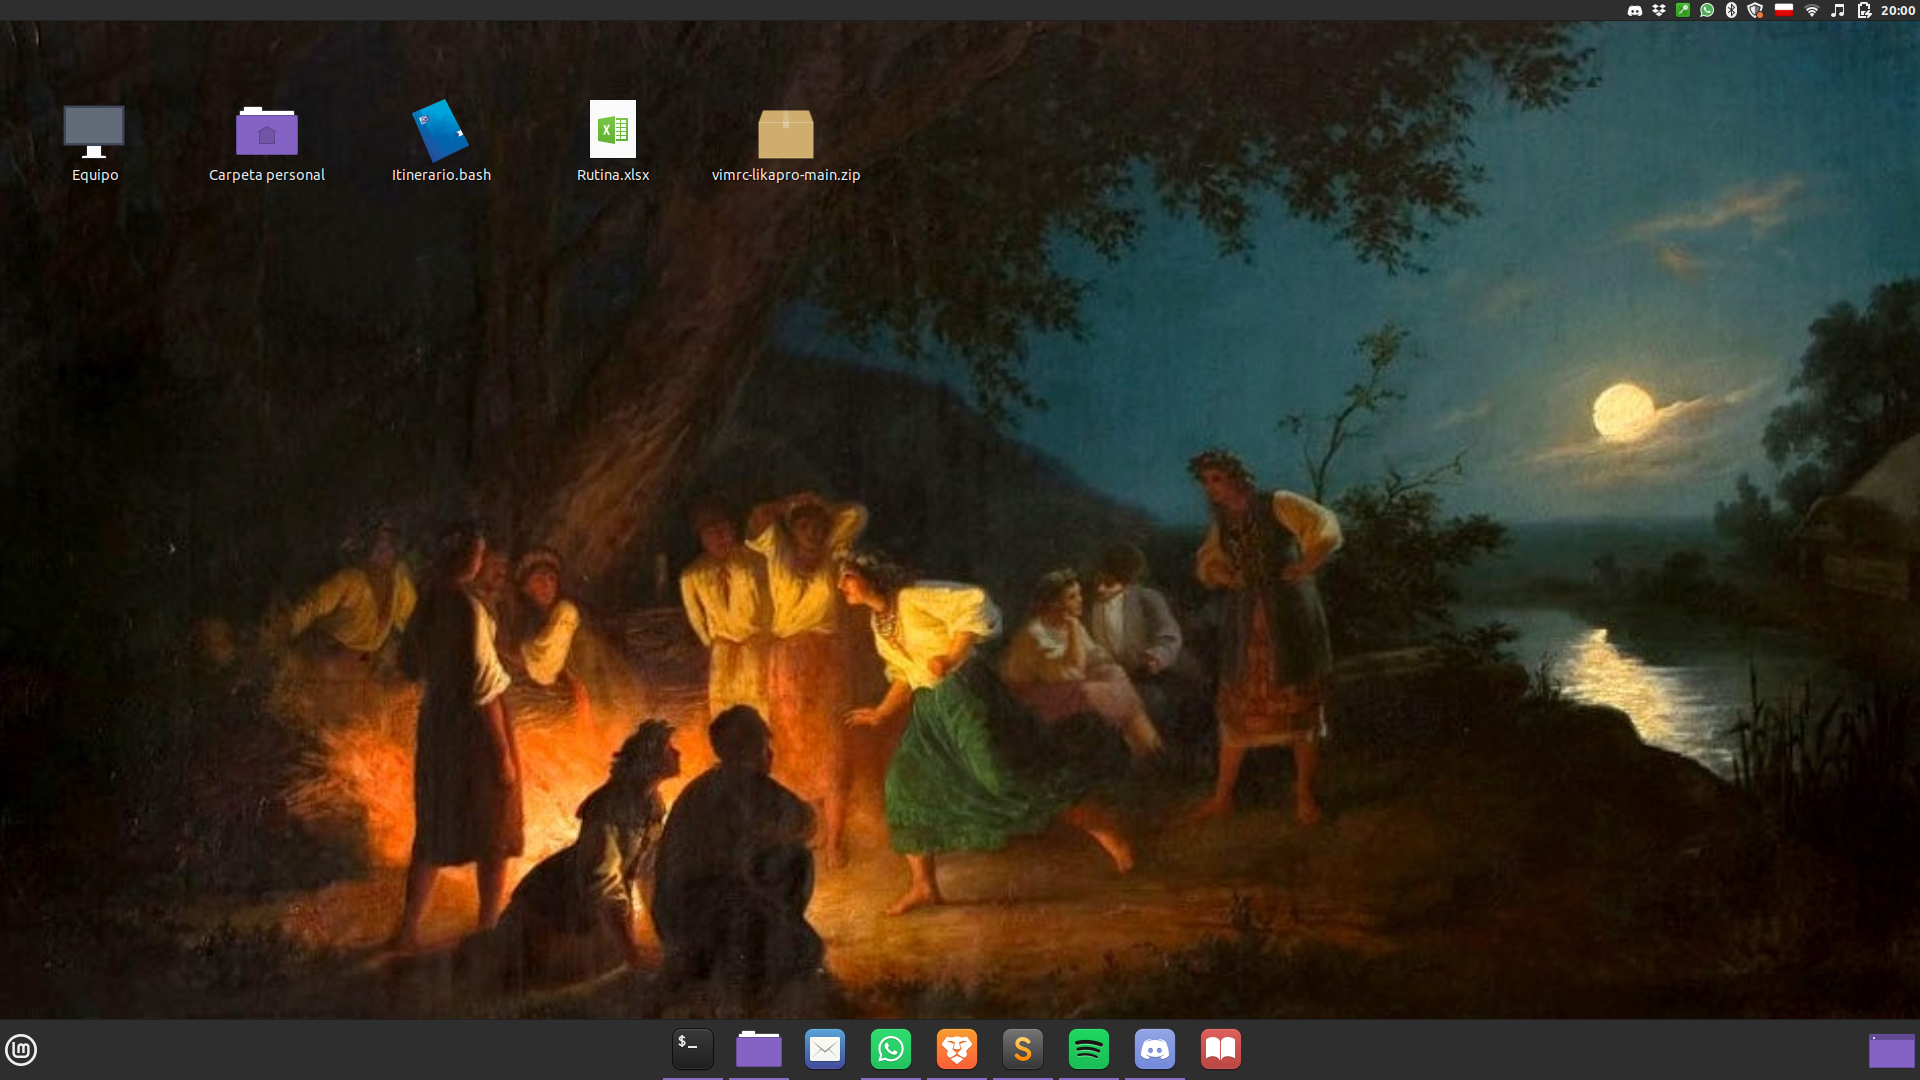 20:00
Equipo
Carpeta personal
Itinerario.bash
Rutina.xlsx
vimrc-likapro-main.zip
$_